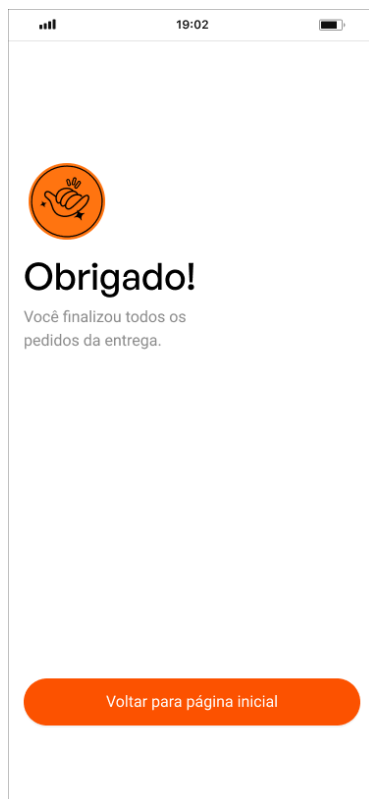 19:02
Obrigado!
Você finalizou todos os
pedidos da entrega.
Voltar para página inicial